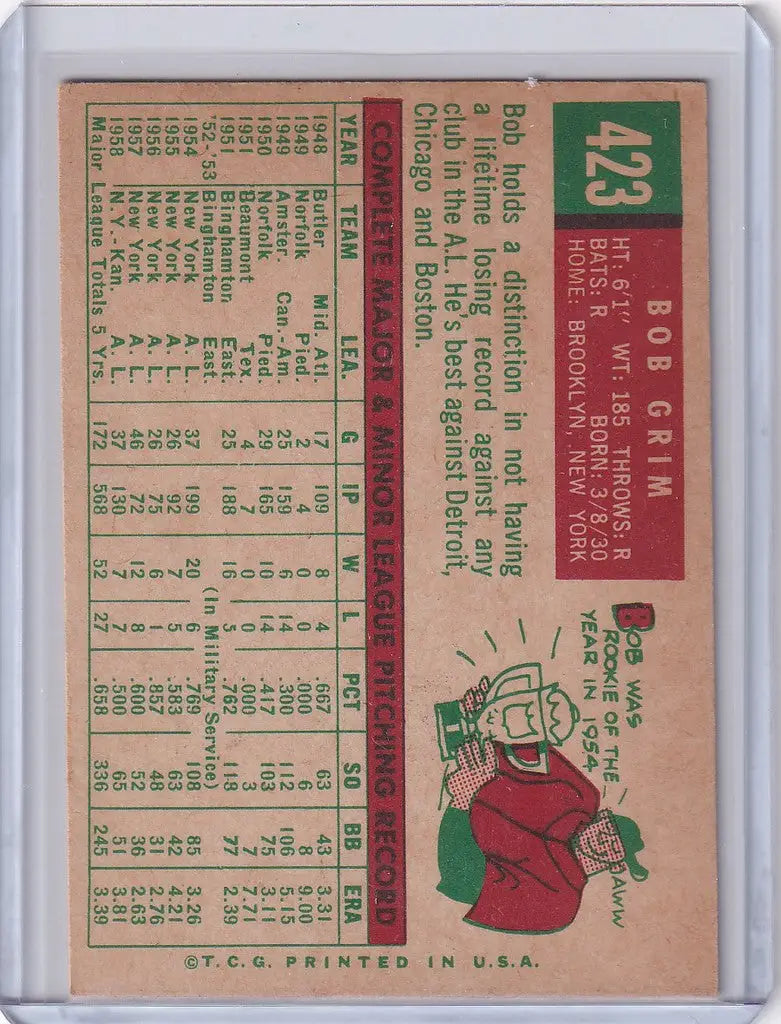 423
BOB GRIM
HT: 6'1" WT: 185 THROWS: R
BATS: R BORN: 3/8/30
HOME: BROOKLYN, NEW YORK
Bob holds a distinction in not having
a lifetime losing record against any
club in the A.L. He's best against Detroit,
Chicago and Boston.
BOB WAS
ROOKIE OF THE
YEAR IN 1954
AWW
COMPLETE MAJOR & MINOR LEAGUE PITCHING RECORD
YEAR TEAM LEA. G IP W L PCT SO BB ERA
1948 Butler Mid. Atl. 17 109 8 4 .667 63 43 3.31
1949 Norfolk Pied. 2 4 0 0 .000 6 8 9.00
1949 Amster. Can.-Am. 25 159 6 14 .300 112 106 5.15
1950 Norfolk Pied. 29 165 10 14 .417 103 75 3.11
1951 Beaumont Tex. 4 7 0 0 .000 3 7 7.71
1951 Binghamton East. 25 188 16 5 .762 118 77 2.39
'52-'53 Binghamton East. (In Military Service)
1954 New York A. L. 37 199 20 6 .769 108 85 3.26
1955 New York A. L. 26 92 7 5 .583 63 42 4.21
1956 New York A. L. 26 75 6 1 .857 48 31 2.76
1957 New York A. L. 46 72 12 8 .600 52 36 2.63
1958 N.Y.-Kan. A. L. 37 130 7 7 .500 65 51 3.81
Major League Totals 5 Yrs. 172 568 52 27 .658 336 245 3.39
©T.C.G. PRINTED IN U.S.A.